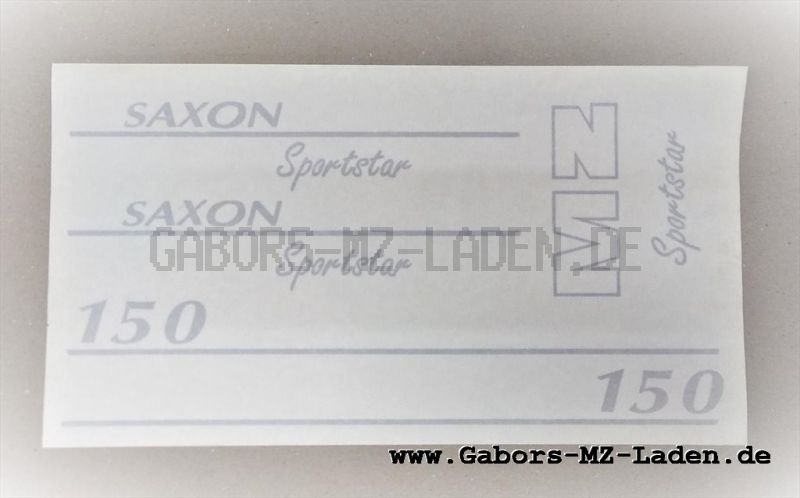 SAXON
Sportstar
SAXON
Sportstar
MZ
Sportstar
GABORS-MZ-LADEN.DE
150
150
www.Gabors-MZ-Laden.de